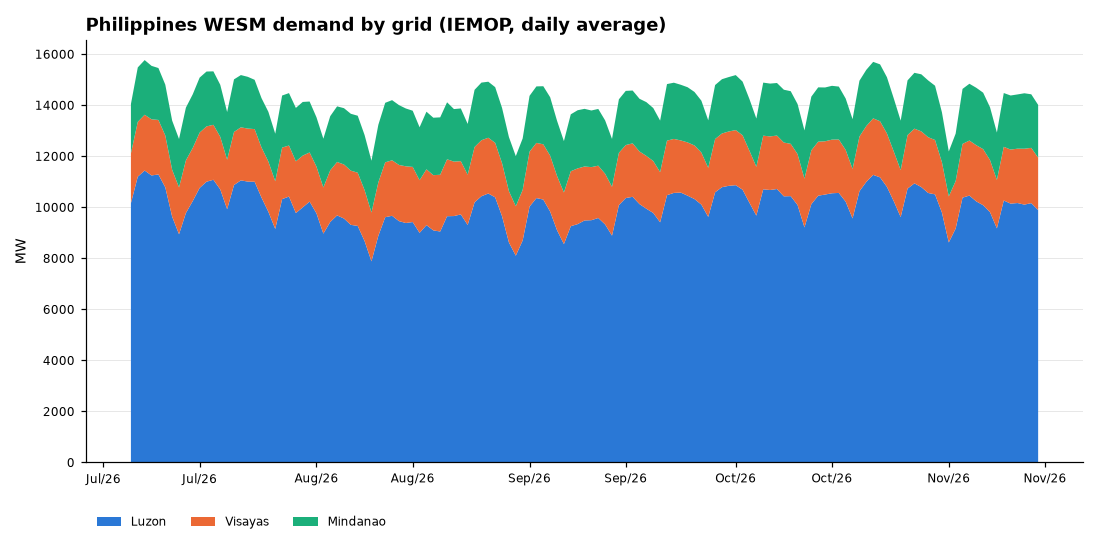 Philippines WESM demand by grid (IEMOP, daily average)
16000
14000
12000
10000
8000
6000
4000
2000
0
MW
Jul/26 Jul/26 Aug/26 Aug/26 Sep/26 Sep/26 Oct/26 Oct/26 Nov/26 Nov/26
Luzon Visayas Mindanao